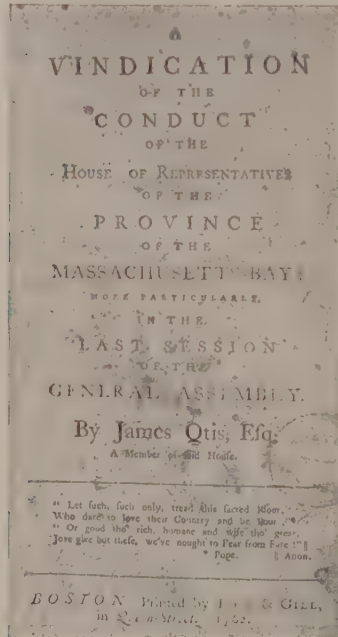 A
VINDICATION
OF THE
CONDUCT
OF THE
HOUSE OF REPRESENTATIVES
OF THE
PROVINCE
OF THE
MASSACHUSETTS-BAY:
MORE PARTICULARLY,
IN THE
LAST SESSION
OF THE
GENERAL ASSEMBLY.
By James Otis, Esq.
A Member of said House.
" Let such, such only, tread this sacred Floor,
Who dare to love their Country and be poor
" Or good tho' rich, humane and wise tho' great,
Jove give but these, we've nought to Fear from Fate ! ||
* Pope. || Anon.
BOSTON Printed by & GILL,
in Queen-Street, 1762.